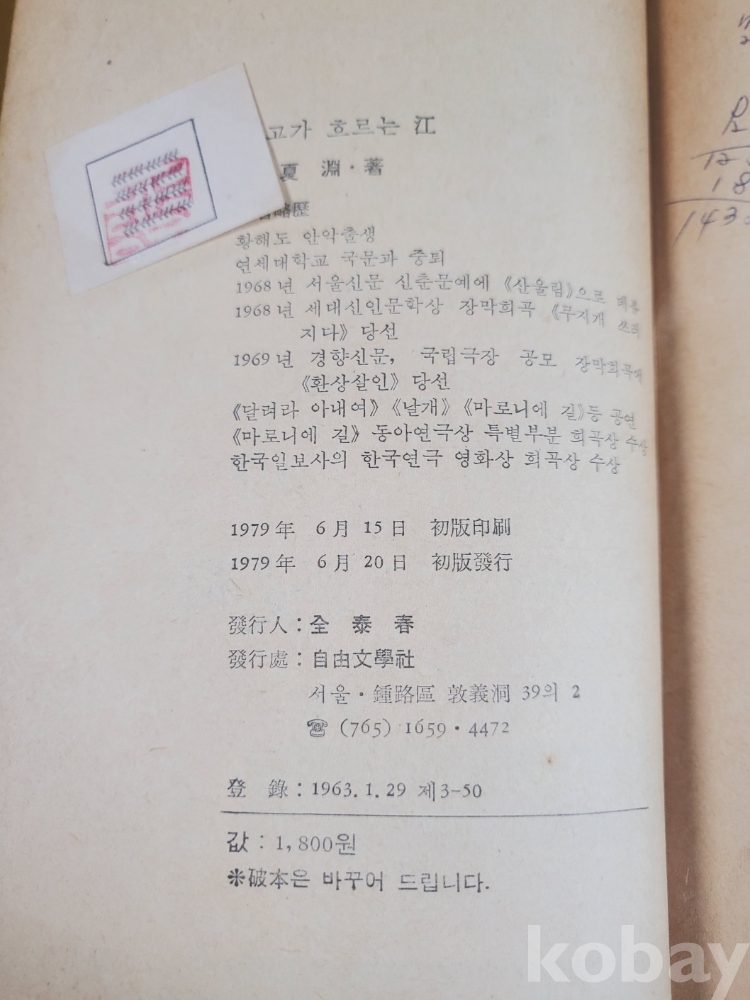 고가 흐르는 江
夏 淵·著
略歷
황해도 안악출생
연세대학교 국문과 중퇴
1968년 서울신문 신춘문예에 《산울림》으로
1968년 세대신인문학상 장막희곡 《무지개 쓰러
지다》 당선
1969년 경향신문, 국립극장 공모 장막희곡에
《환상살인》 당선
《달려라 아내여》 《날개》 《마로니에 길》등 공연
《마로니에 길》 동아연극상 특별부분 희곡상 수상
한국일보사의 한국연극 영화상 희곡상 수상
1979年 6月 15日 初版印刷
1979年 6月 20日 初版發行
發行人:全 泰 春
發行處:自由文學社
서울·鍾路區 敦義洞 39의 2
☎ (765) 1659·4472
登 錄:1963.1.29 제3-50
값:1,800원
※破本은 바꾸어 드립니다.
18
143
kobay